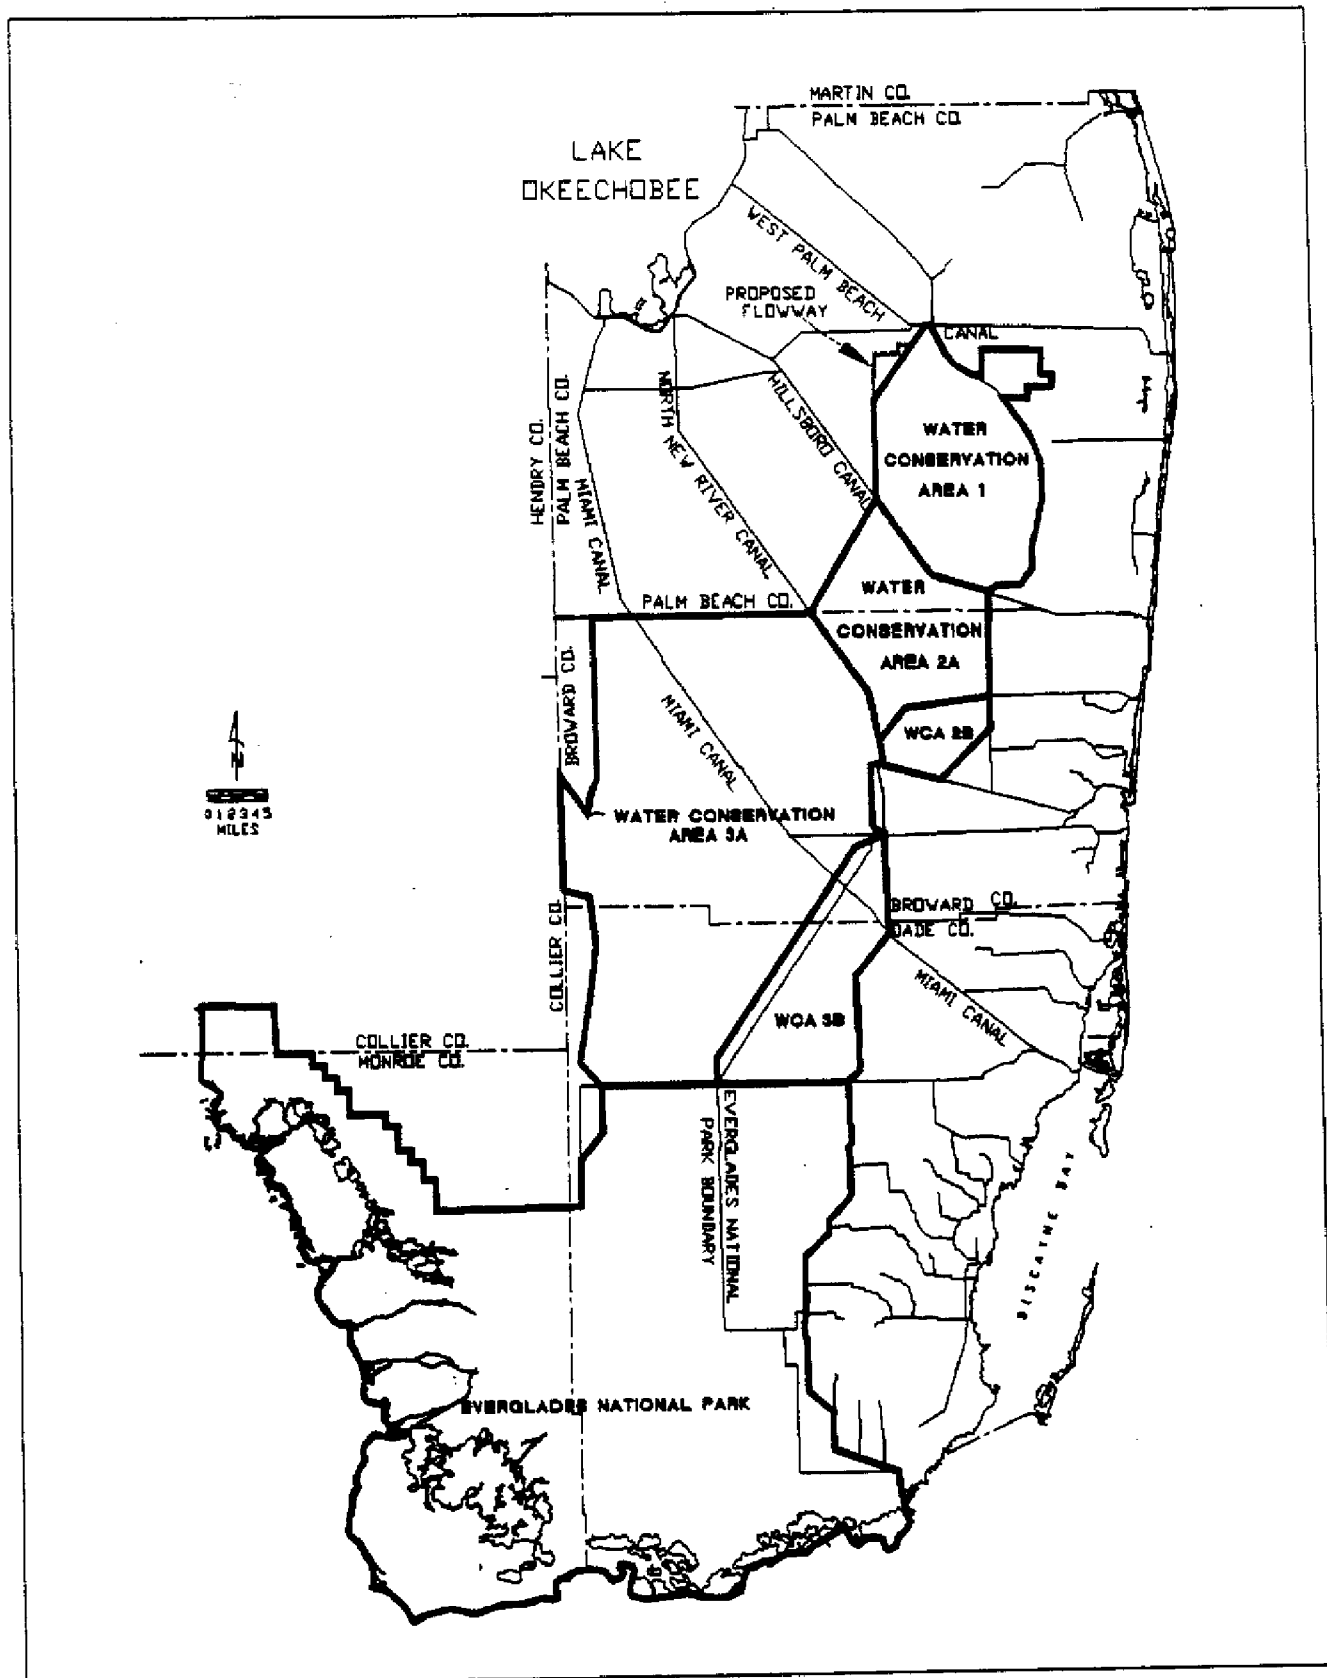 MARTIN CO.
PALM BEACH CO.
LAKE
OKEECHOBEE
WEST PALM BEACH
CANAL
PROPOSED
FLOWWAY
HENDRY CO.
PALM BEACH CO.
MIAMI CANAL
NORTH NEW RIVER CANAL
HILLSBORO CANAL
WATER
CONSERVATION
AREA 1
PALM BEACH CO.
WATER
CONSERVATION
AREA 2A
BROWARD CO.
MIAMI CANAL
WCA 2B
N
0 1 2 3 4 5
MILES
WATER CONSERVATION
AREA 3A
BROWARD CO.
DADE CO.
COLLIER CO.
MIAMI CANAL
WCA 3B
COLLIER CO.
MONROE CO.
EVERGLADES NATIONAL
PARK BOUNDARY
BISCAYNE BAY
EVERGLADES NATIONAL PARK